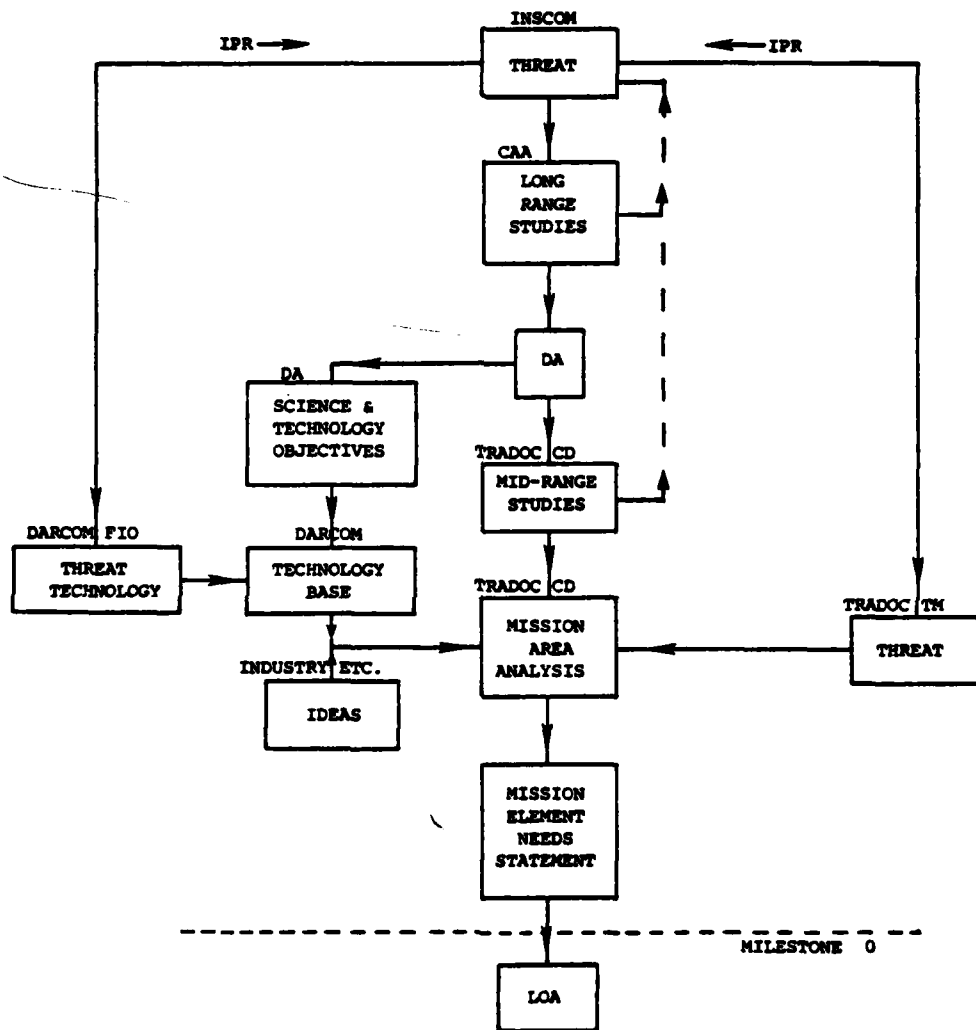 INSCOM
IPR
IPR
THREAT
CAA
LONG
RANGE
STUDIES
DA
DA
SCIENCE &
TECHNOLOGY
OBJECTIVES
TRADOC CD
MID-RANGE
STUDIES
DARCOM FIO
THREAT
TECHNOLOGY
DARCOM
TECHNOLOGY
BASE
TRADOC CD
MISSION
AREA
ANALYSIS
TRADOC TM
THREAT
INDUSTRY ETC.
IDEAS
MISSION
ELEMENT
NEEDS
STATEMENT
MILESTONE 0
LOA